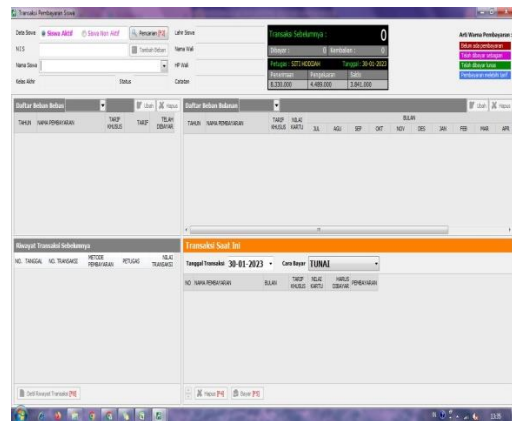 Transaksi Pembayaran Siswa
Data Siswa Siswa Aktif Siswa Non Aktif Pencarian [F2] Lahir Siswa
N I S Tambah Beban Nama Wali
Nama Siswa HP Wali
Kelas Akhir Status Catatan
Transaksi Sebelumnya : 0
Dibayar : 0 Kembalian : 0
Petugas : SITI HODIJAH Tanggal : 30-01-2023
Penerimaan Pengeluaran Saldo
8.330.000 4.489.000 3.841.000
Arti Warna Pembayaran :
Belum ada pembayaran
Telah dibayar sebagian
Telah dibayar lunas
Pembayaran melebihi tarif
Daftar Beban Bebas Ubah Hapus
TAHUN NAMA PEMBAYARAN TARIF KHUSUS TARIF TELAH DIBAYAR
Daftar Beban Bulanan Ubah Hapus
TAHUN NAMA PEMBAYARAN TARIF KHUSUS NILAI KARTU BULAN
JUL AGU SEP OKT NOV DES JAN FEB MAR APR
Riwayat Transaksi Sebelumnya
NO. TANGGAL NO. TRANSAKSI METODE PEMBAYARAN PETUGAS NILAI TRANSAKSI
Detil Riwayat Transaksi
Transaksi Saat Ini
Tanggal Transaksi 30-01-2023 Cara Bayar TUNAI
NO NAMA PEMBAYARAN BULAN TARIF KHUSUS NILAI KARTU HARUS DIBAYAR PEMBAYARAN
Hapus Bayar